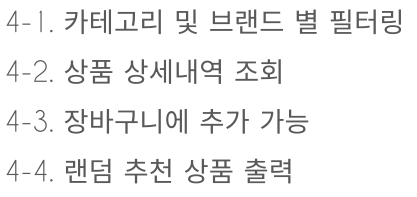 4-1. 카테고리 및 브랜드 별 필터링
4-2. 상품 상세내역 조회
4-3. 장바구니에 추가 가능
4-4. 랜덤 추천 상품 출력